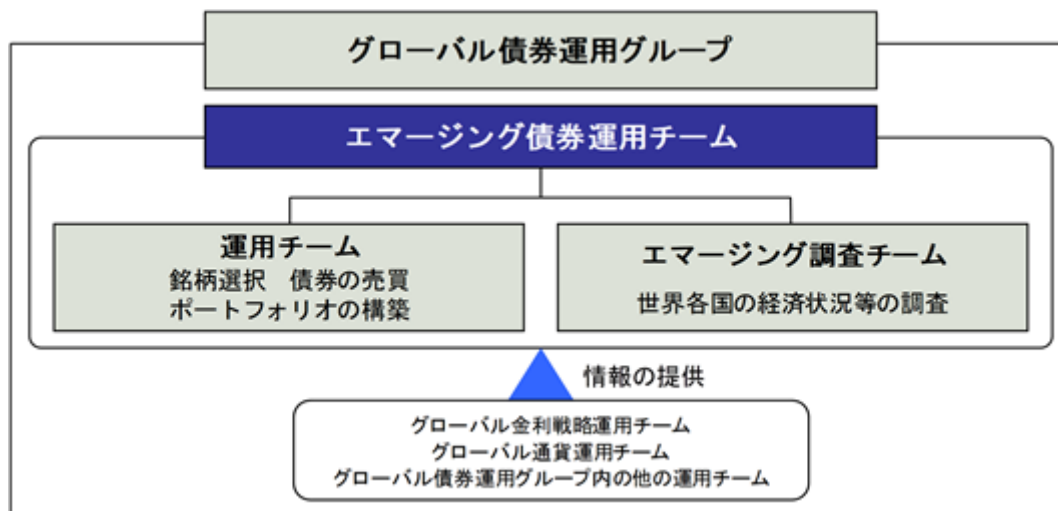 グローバル債券運用グループ
エマージング債券運用チーム
運用チーム
銘柄選択　債券の売買
ポートフォリオの構築
エマージング調査チーム
世界各国の経済状況等の調査
情報の提供
グローバル金利戦略運用チーム
グローバル通貨運用チーム
グローバル債券運用グループ内の他の運用チーム